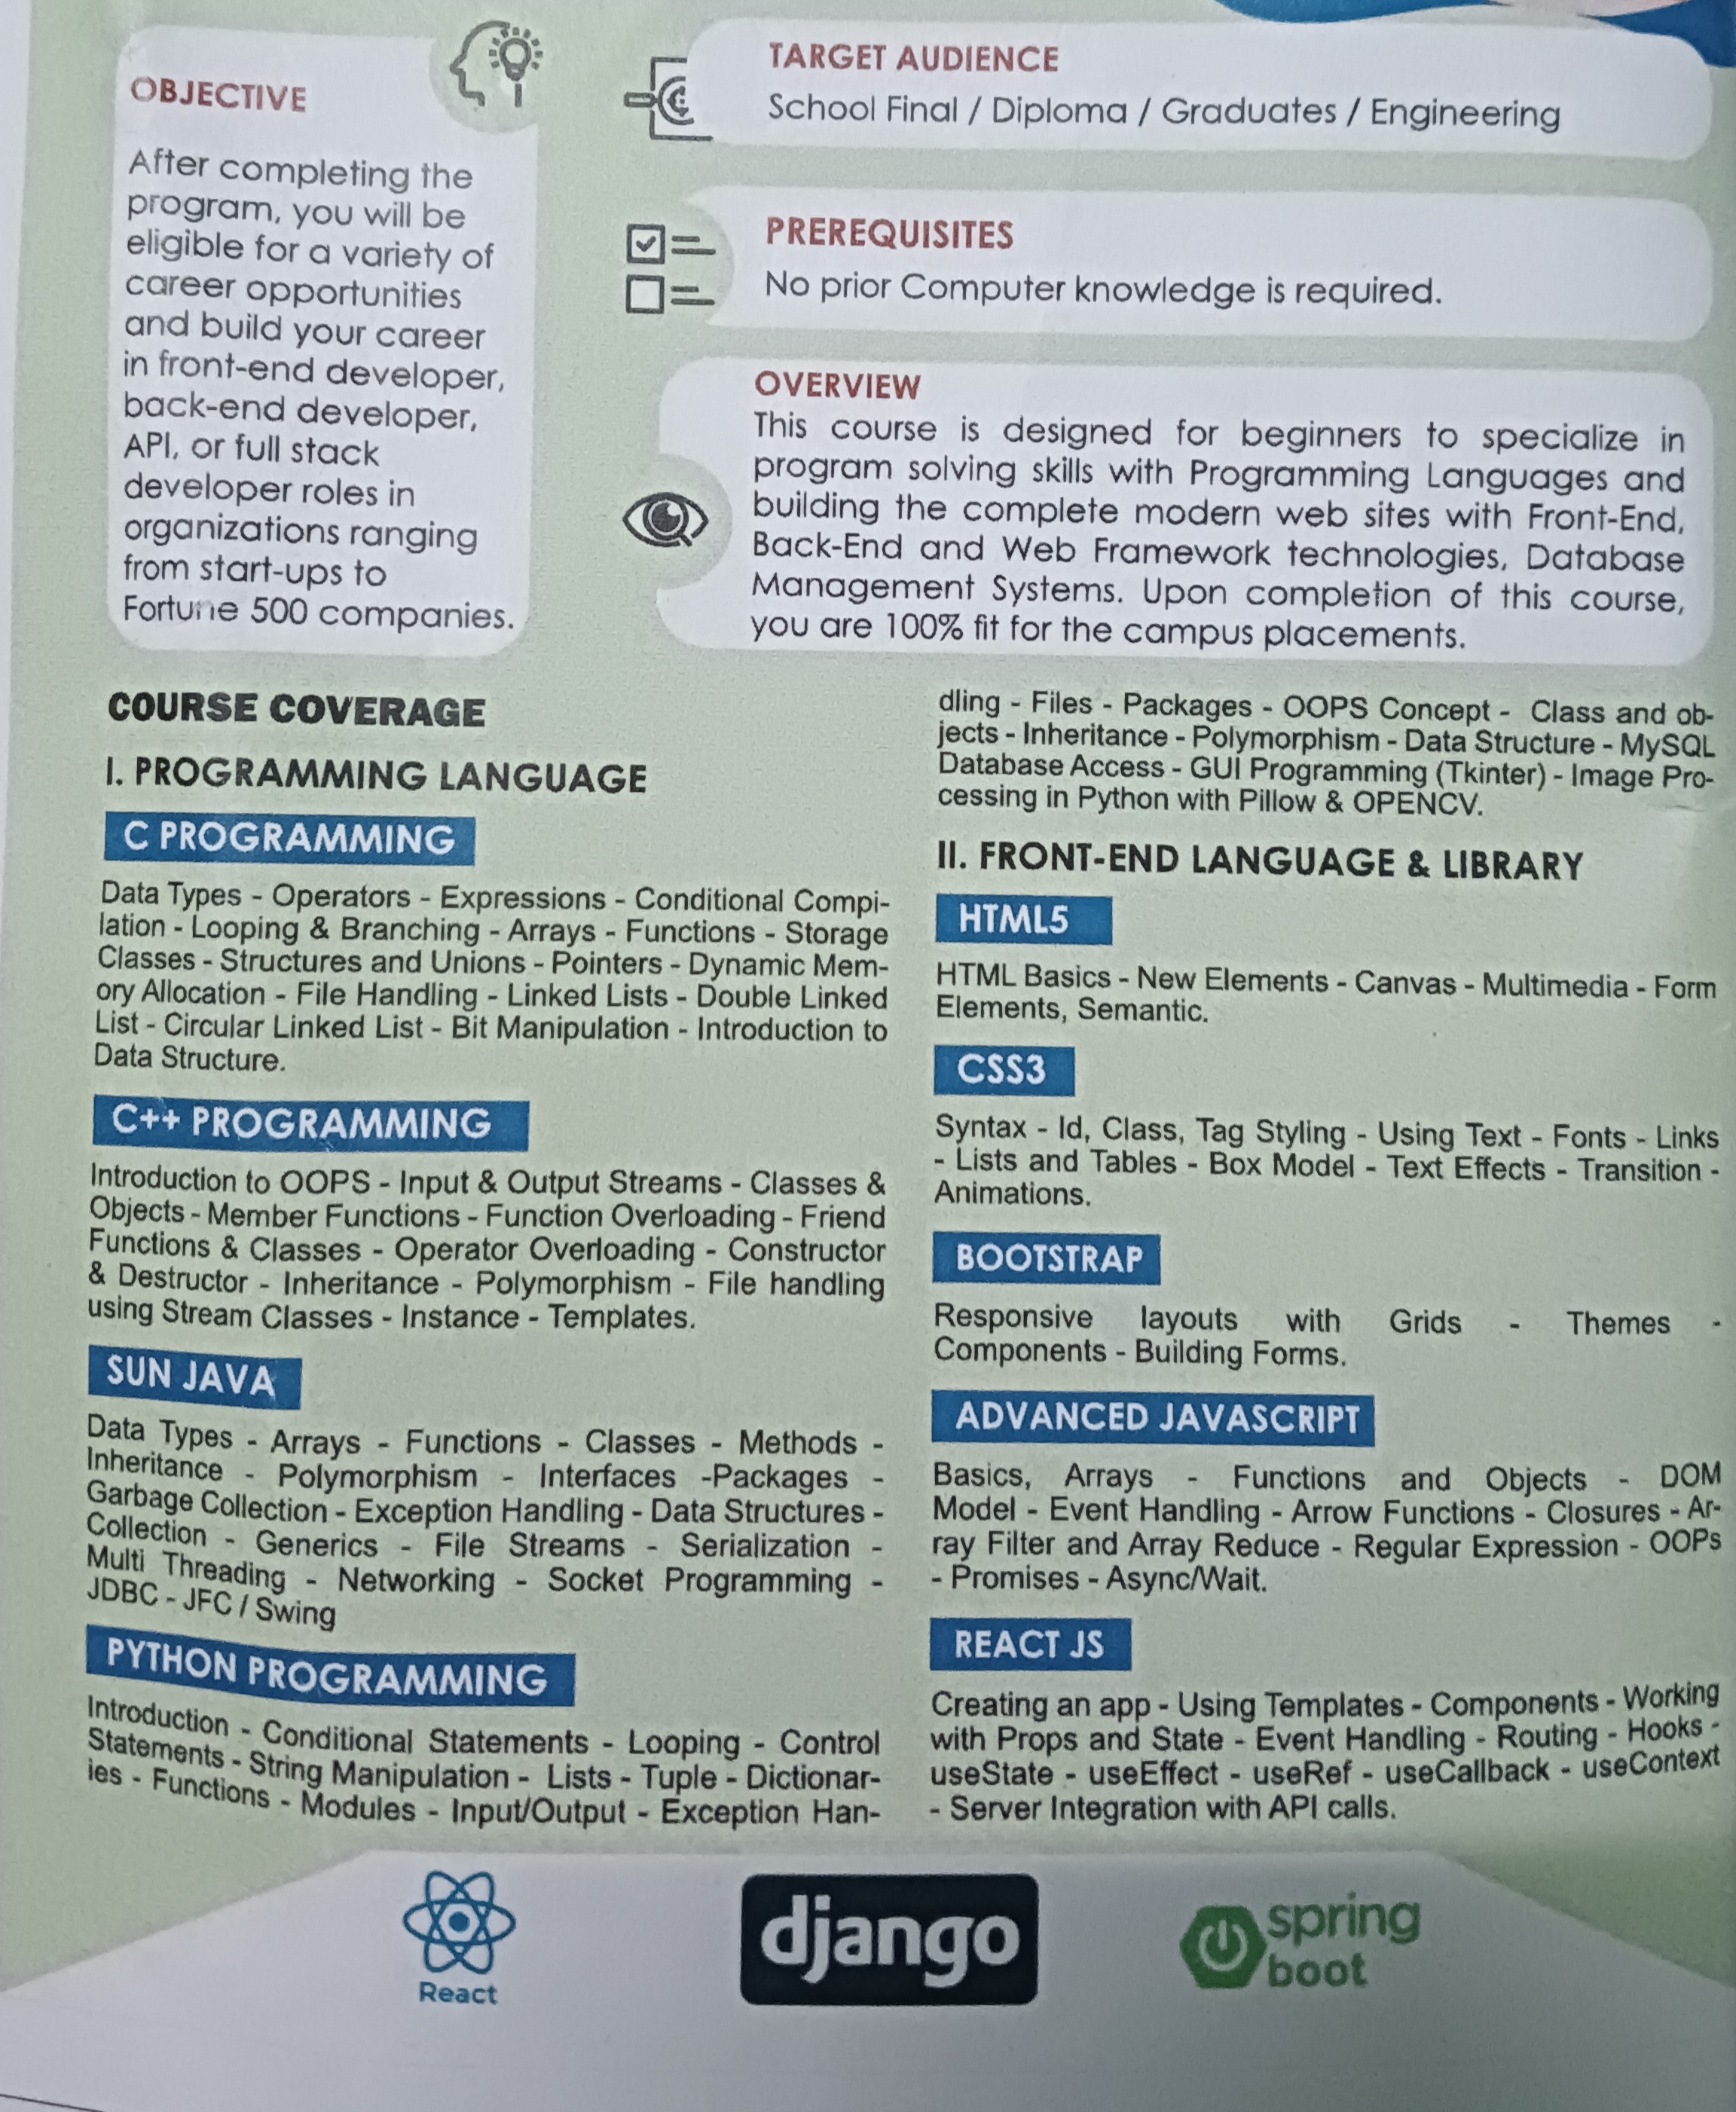 OBJECTIVE
After completing the
program, you will be
eligible for a variety of
career opportunities
and build your career
in front-end developer,
back-end developer,
API, or full stack
developer roles in
organizations ranging
from start-ups to
Fortune 500 companies.
TARGET AUDIENCE
School Final / Diploma / Graduates / Engineering
PREREQUISITES
No prior Computer knowledge is required.
OVERVIEW
This course is designed for beginners to specialize in
program solving skills with Programming Languages and
building the complete modern web sites with Front-End,
Back-End and Web Framework technologies, Database
Management Systems. Upon completion of this course,
you are 100% fit for the campus placements.
COURSE COVERAGE
I. PROGRAMMING LANGUAGE
C PROGRAMMING
Data Types - Operators - Expressions - Conditional Compi-
lation - Looping & Branching - Arrays - Functions - Storage
Classes - Structures and Unions - Pointers - Dynamic Mem-
ory Allocation - File Handling - Linked Lists - Double Linked
List - Circular Linked List - Bit Manipulation - Introduction to
Data Structure.
C++ PROGRAMMING
Introduction to OOPS - Input & Output Streams - Classes &
Objects - Member Functions - Function Overloading - Friend
Functions & Classes - Operator Overloading - Constructor
& Destructor - Inheritance - Polymorphism - File handling
using Stream Classes - Instance - Templates.
SUN JAVA
Data Types - Arrays - Functions - Classes - Methods -
Inheritance - Polymorphism - Interfaces -Packages -
Garbage Collection - Exception Handling - Data Structures -
Collection - Generics - File Streams - Serialization -
Multi Threading - Networking - Socket Programming -
JDBC - JFC / Swing
PYTHON PROGRAMMING
Introduction - Conditional Statements - Looping - Control
Statements - String Manipulation - Lists - Tuple - Dictionar-
ies - Functions - Modules - Input/Output - Exception Han-
dling - Files - Packages - OOPS Concept - Class and ob-
jects - Inheritance - Polymorphism - Data Structure - MySQL
Database Access - GUI Programming (Tkinter) - Image Pro-
cessing in Python with Pillow & OPENCV.
II. FRONT-END LANGUAGE & LIBRARY
HTML5
HTML Basics - New Elements - Canvas - Multimedia - Form
Elements, Semantic.
CSS3
Syntax - Id, Class, Tag Styling - Using Text - Fonts - Links
- Lists and Tables - Box Model - Text Effects - Transition -
Animations.
BOOTSTRAP
Responsive layouts with Grids - Themes -
Components - Building Forms.
ADVANCED JAVASCRIPT
Basics, Arrays - Functions and Objects - DOM
Model - Event Handling - Arrow Functions - Closures - Ar-
ray Filter and Array Reduce - Regular Expression - OOPs
- Promises - Async/Wait.
REACT JS
Creating an app - Using Templates - Components - Working
with Props and State - Event Handling - Routing - Hooks -
useState - useEffect - useRef - useCallback - useContext
- Server Integration with API calls.
React
django
spring
boot